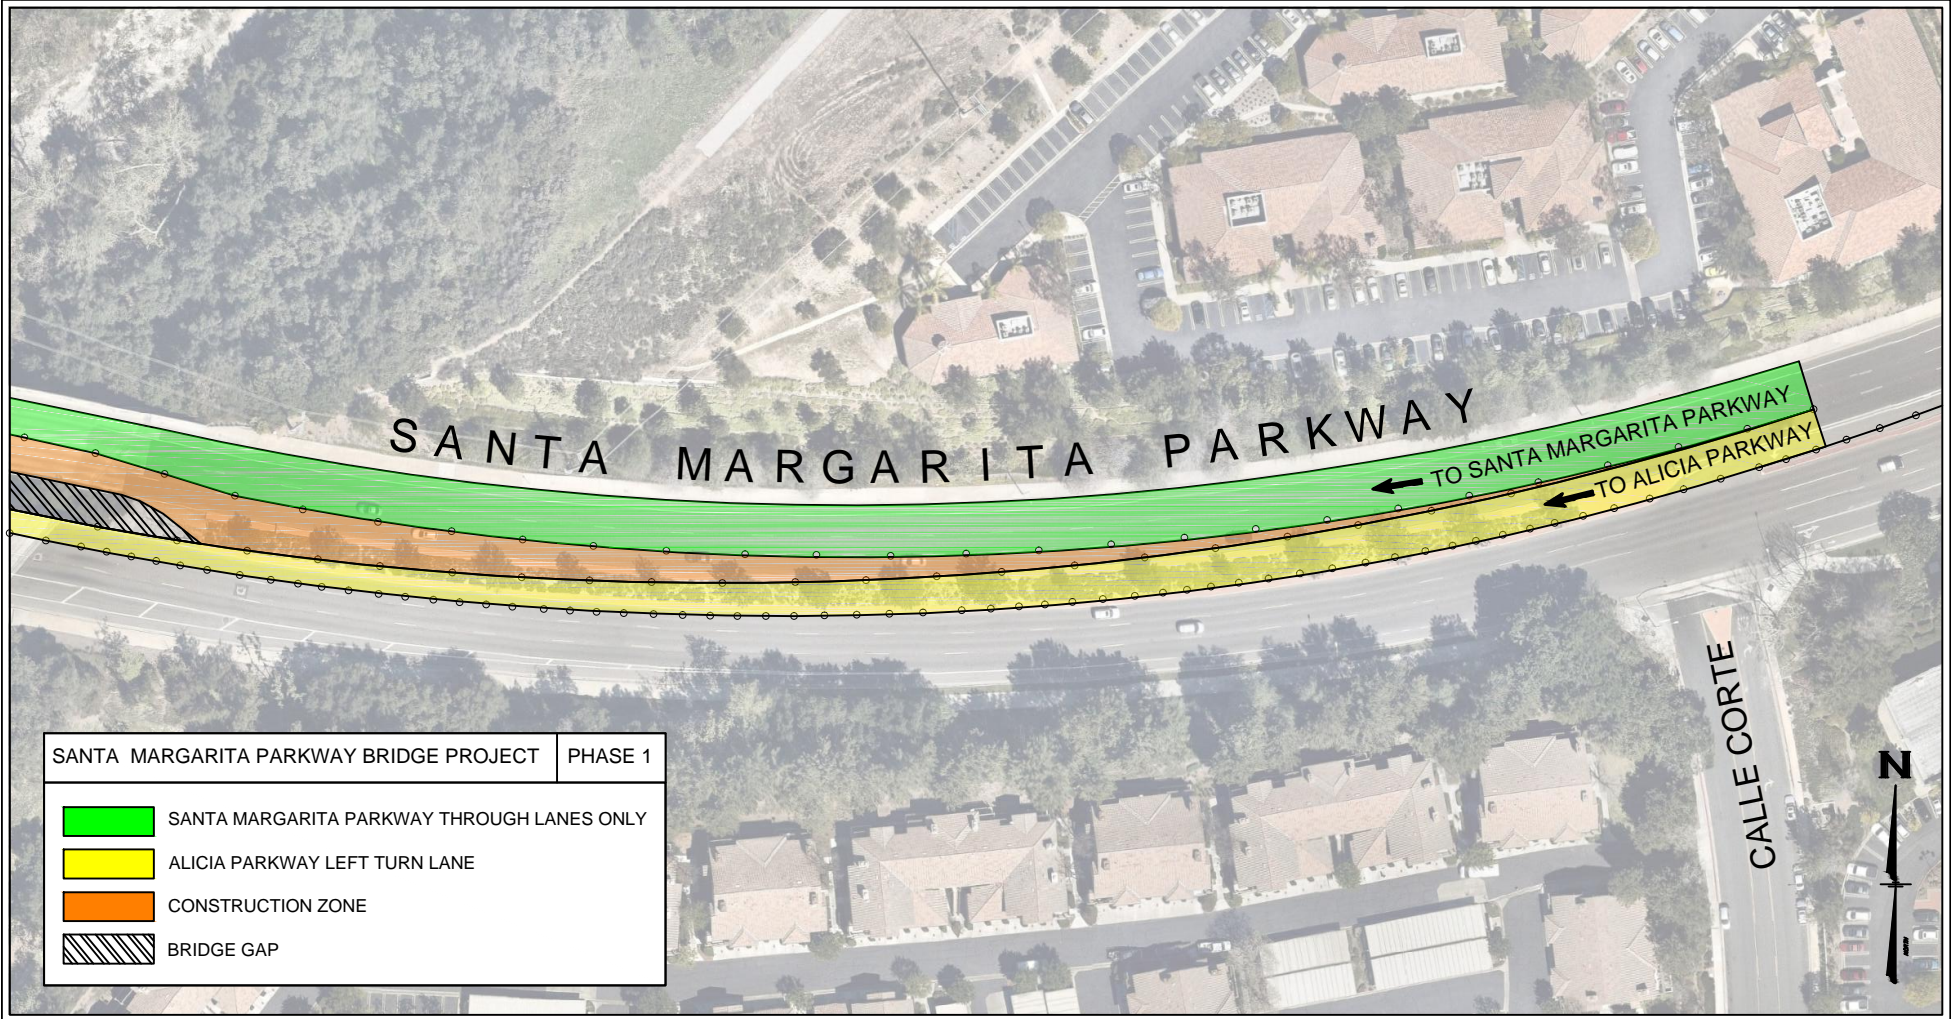 SANTA MARGARITA PARKWAY
TO SANTA MARGARITA PARKWAY
TO ALICIA PARKWAY
CALLE CORTE
N
SANTA MARGARITA PARKWAY BRIDGE PROJECT
PHASE 1
SANTA MARGARITA PARKWAY THROUGH LANES ONLY
ALICIA PARKWAY LEFT TURN LANE
CONSTRUCTION ZONE
BRIDGE GAP